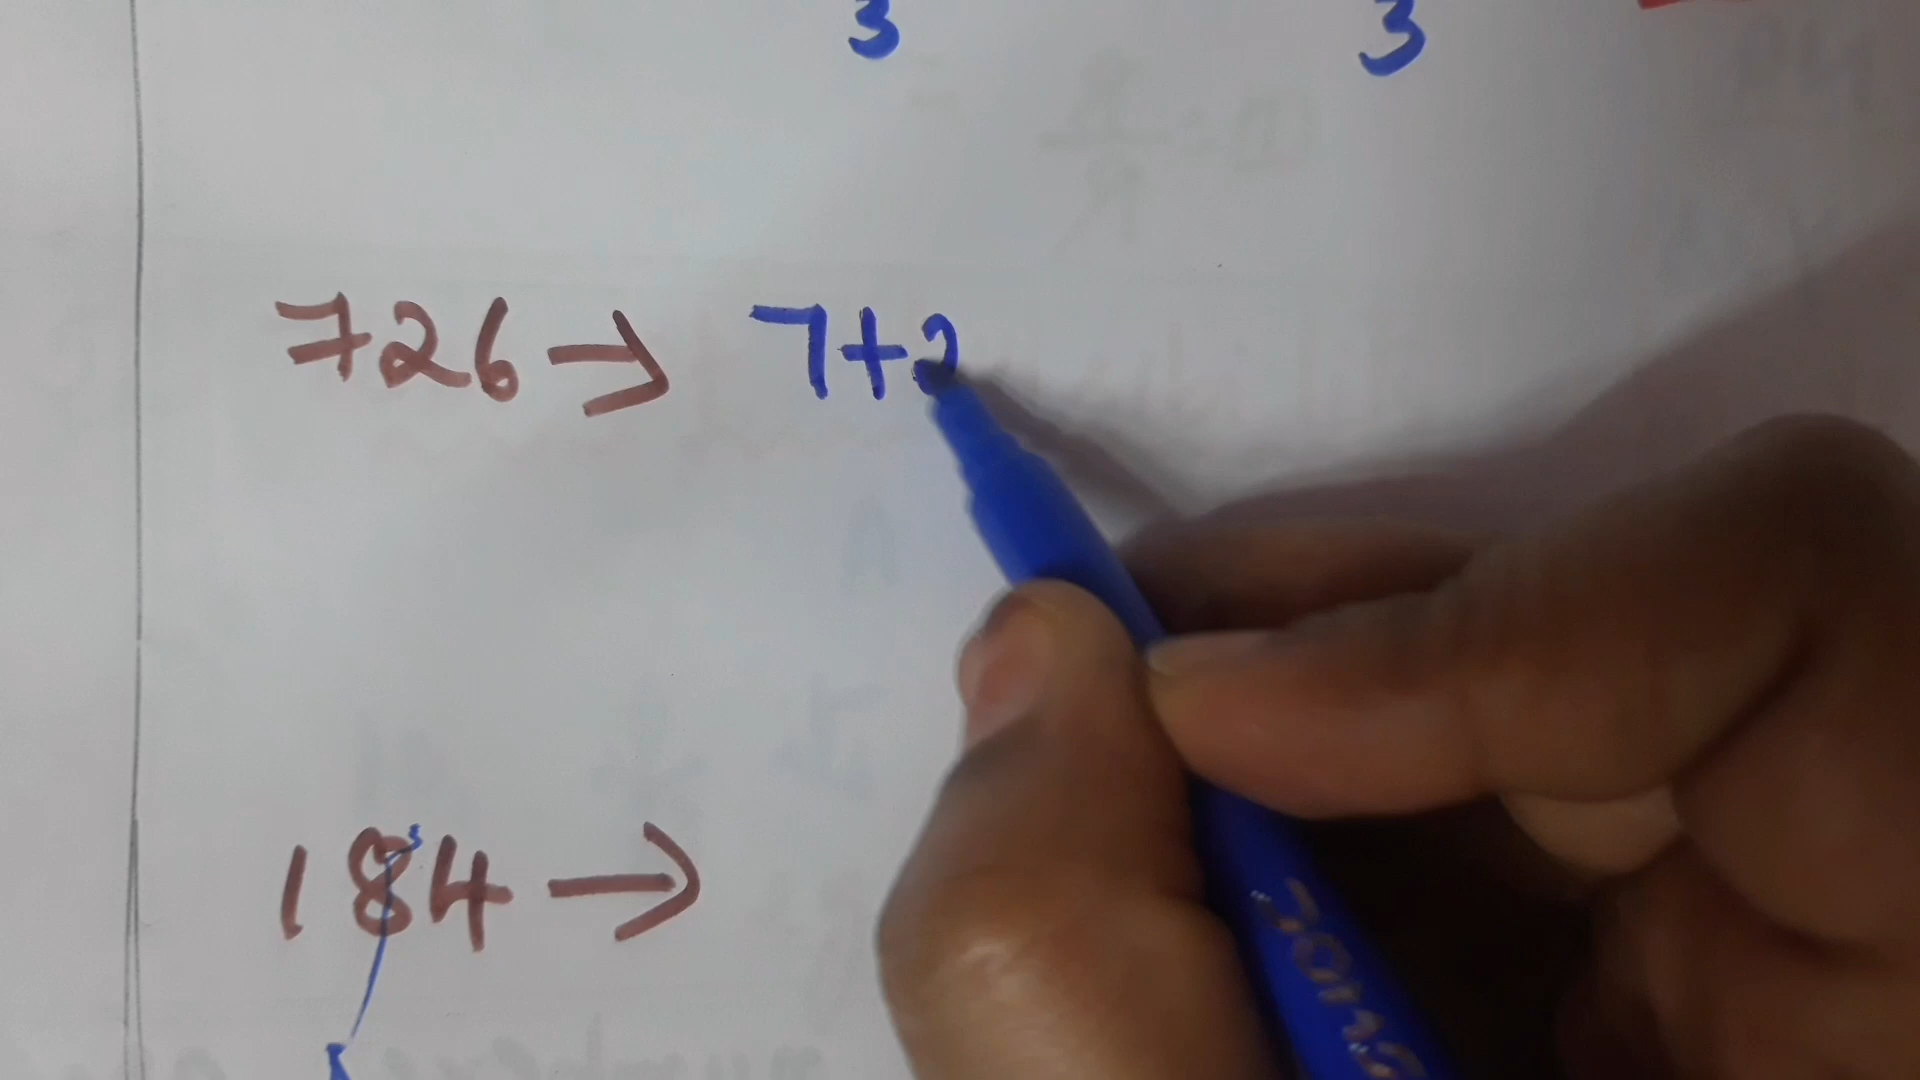 3 3
726 → 7+2
184 →